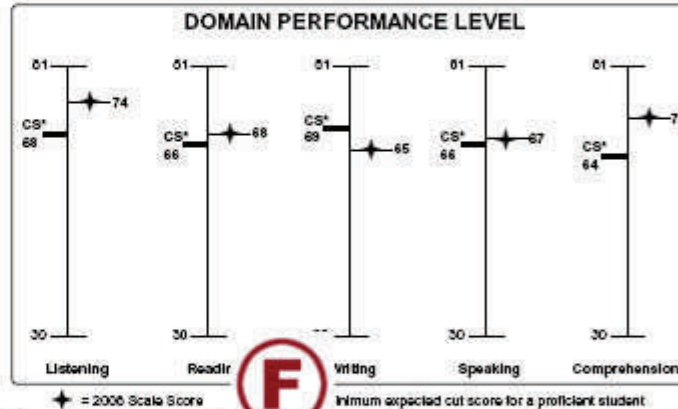 DOMAIN PERFORMANCE LEVEL
81 81 81 81 81
74 68 65 67 7
CS* CS* CS* CS* CS*
68 66 69 66 64
30 30 30 30
Listening Readin Writing Speaking Comprehension
= 2006 Scale Score F inimum expected cut score for a proficient student